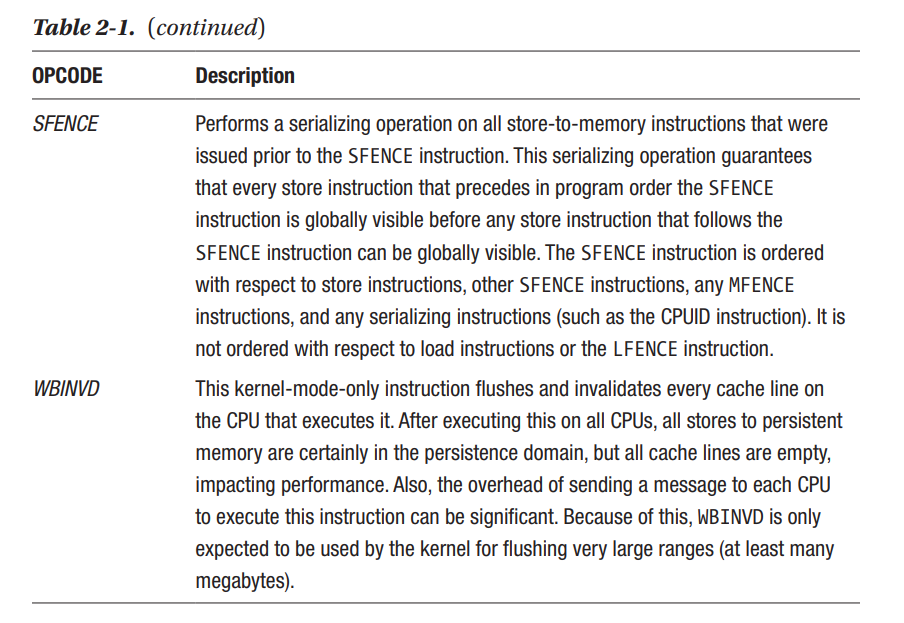 Table 2-1. (continued)
OPCODE Description
SFENCE Performs a serializing operation on all store-to-memory instructions that were
issued prior to the SFENCE instruction. This serializing operation guarantees
that every store instruction that precedes in program order the SFENCE
instruction is globally visible before any store instruction that follows the
SFENCE instruction can be globally visible. The SFENCE instruction is ordered
with respect to store instructions, other SFENCE instructions, any MFENCE
instructions, and any serializing instructions (such as the CPUID instruction). It is
not ordered with respect to load instructions or the LFENCE instruction.
WBINVD This kernel-mode-only instruction flushes and invalidates every cache line on
the CPU that executes it. After executing this on all CPUs, all stores to persistent
memory are certainly in the persistence domain, but all cache lines are empty,
impacting performance. Also, the overhead of sending a message to each CPU
to execute this instruction can be significant. Because of this, WBINVD is only
expected to be used by the kernel for flushing very large ranges (at least many
megabytes).